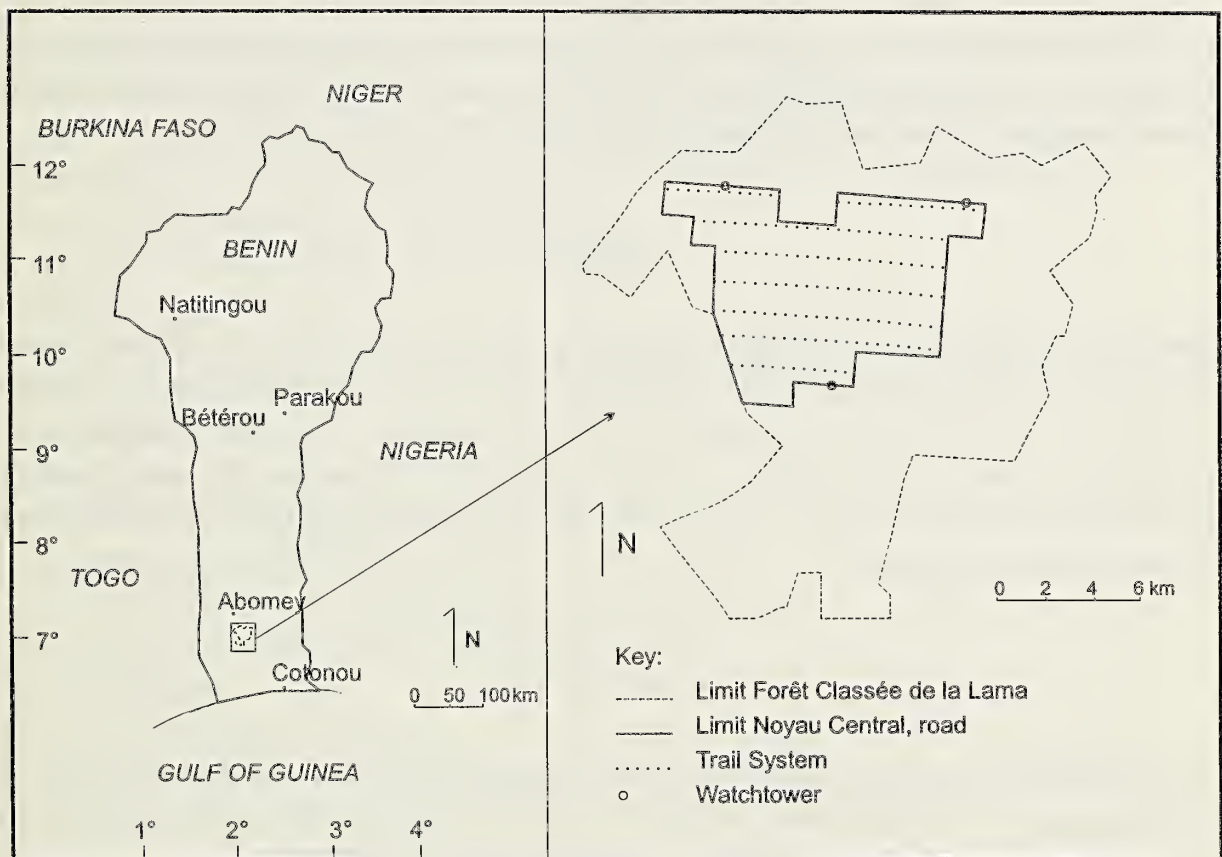 NIGER
BURKINA FASO
12°
BENIN
11°
Natitingou
10°
Parakou
Bétérou
9°
NIGERIA
8°
TOGO
Abomey
7°
N
Cotonou
0 50 100 km
GULF OF GUINEA
1° 2° 3° 4°
N
0 2 4 6 km
Key:
Limit Forêt Classée de la Lama
Limit Noyau Central, road
Trail System
Watchtower